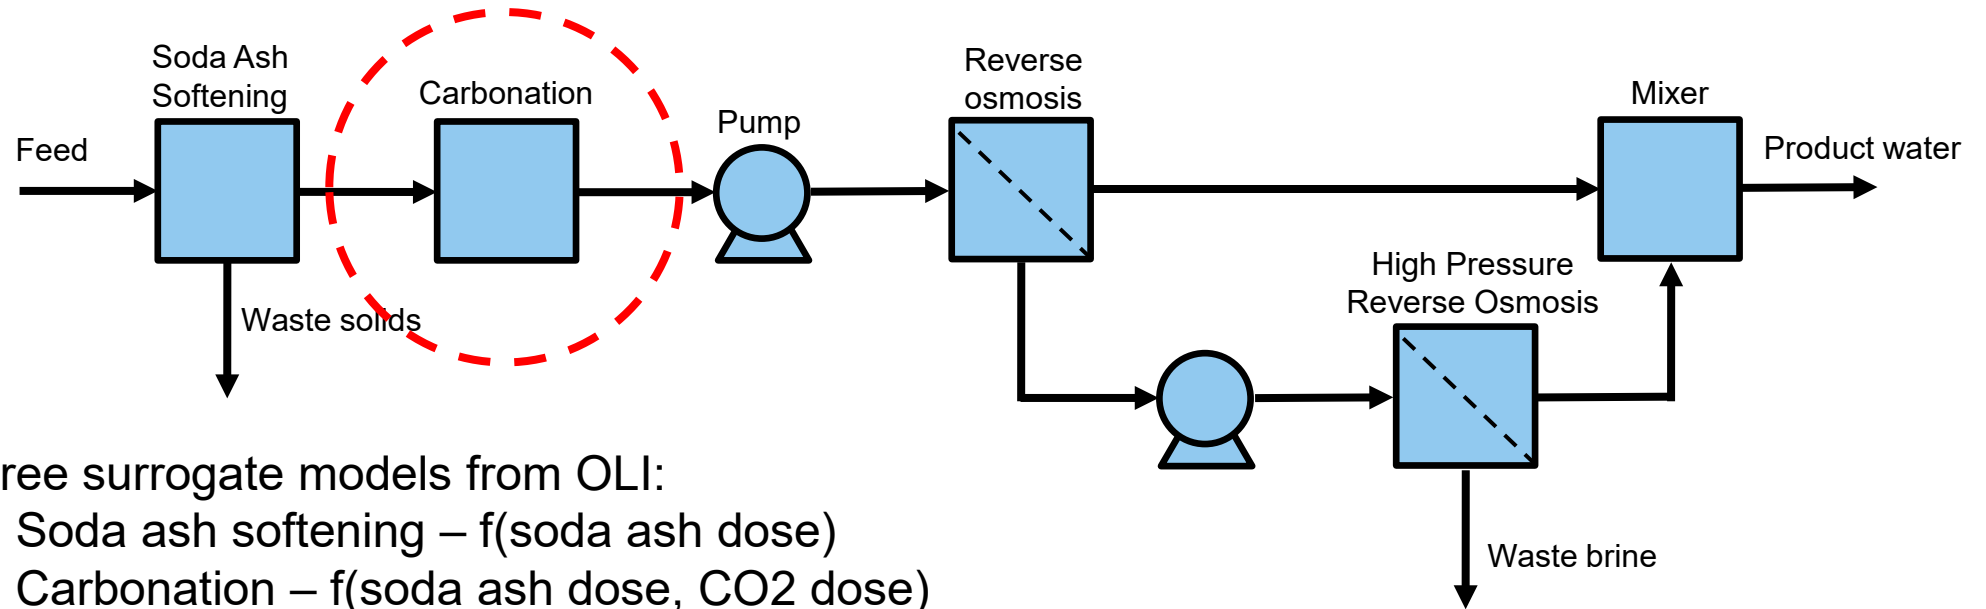 Soda Ash
Softening
Carbonation
Reverse
osmosis
Mixer
Pump
Feed
Product water
High Pressure
Reverse Osmosis
Waste solids
ree surrogate models from OLI:
Soda ash softening – f(soda ash dose)
Waste brine
Carbonation – f(soda ash dose, CO2 dose)